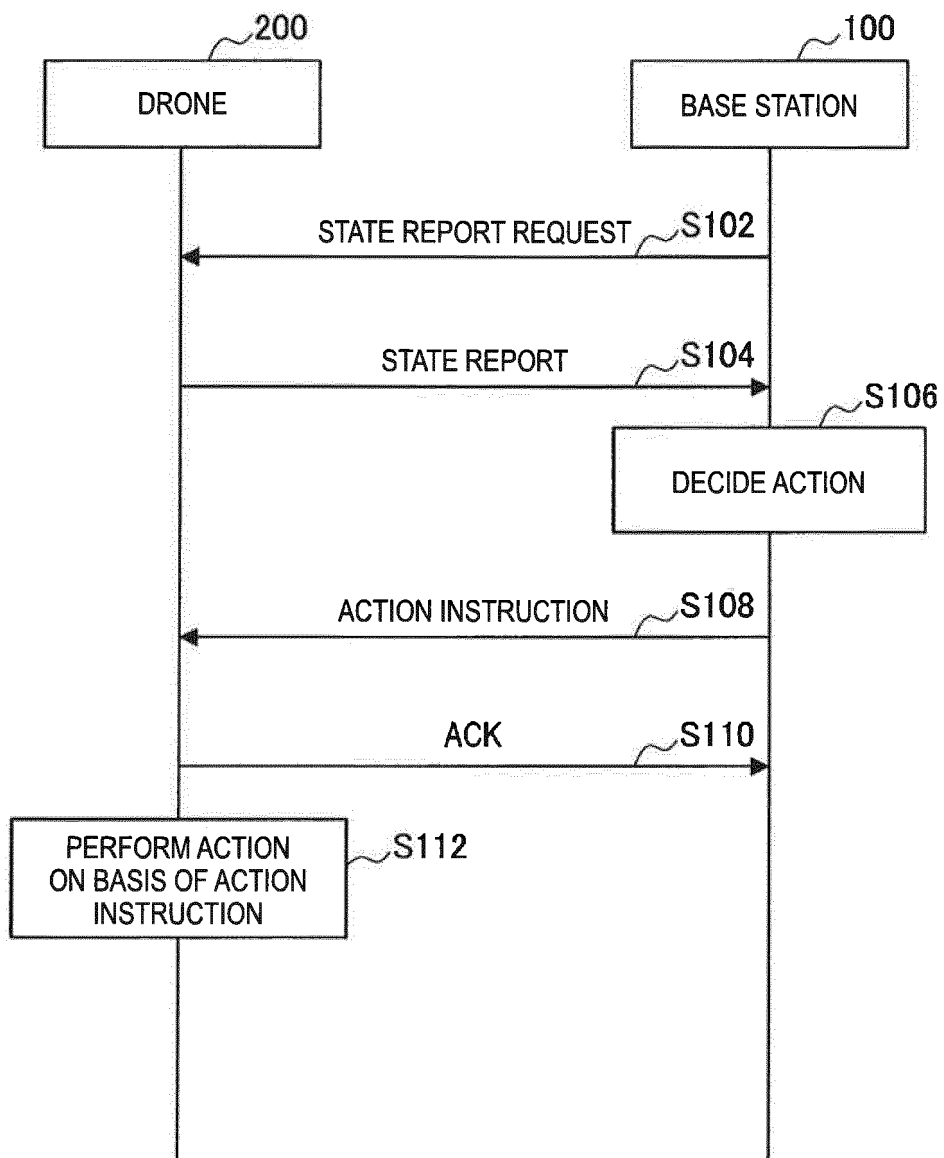 200
100
DRONE
BASE STATION
STATE REPORT REQUEST
S102
STATE REPORT
S104
S106
DECIDE ACTION
ACTION INSTRUCTION
S108
ACK
S110
PERFORM ACTION
ON BASIS OF ACTION
INSTRUCTION
S112